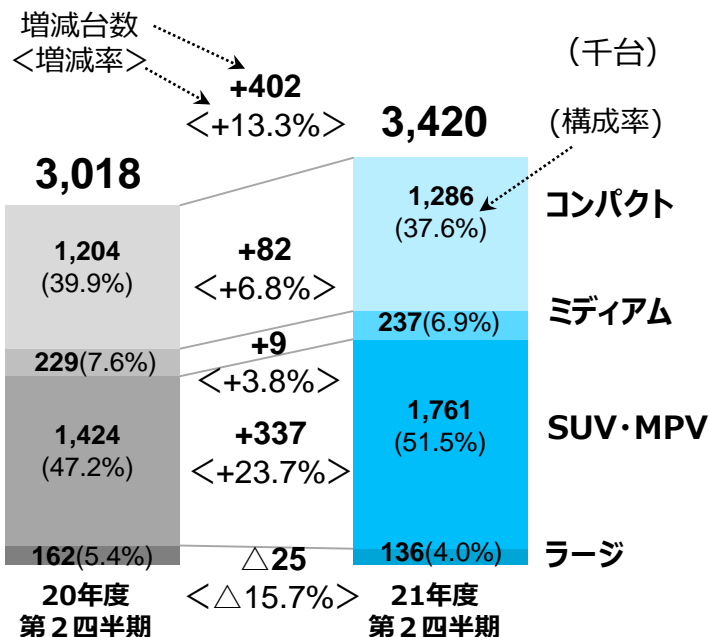 増減台数
＜増減率＞
（千台）
+402
＜+13.3%＞
3,420
(構成率)
3,018
1,286
(37.6%)
コンパクト
1,204
(39.9%)
+82
＜+6.8%＞
237(6.9%)
ミディアム
229(7.6%)
+9
＜+3.8%＞
1,761
(51.5%)
SUV・MPV
1,424
(47.2%)
+337
＜+23.7%＞
162(5.4%)
△25
＜△15.7%＞
136(4.0%)
ラージ
20年度
第２四半期
21年度
第２四半期